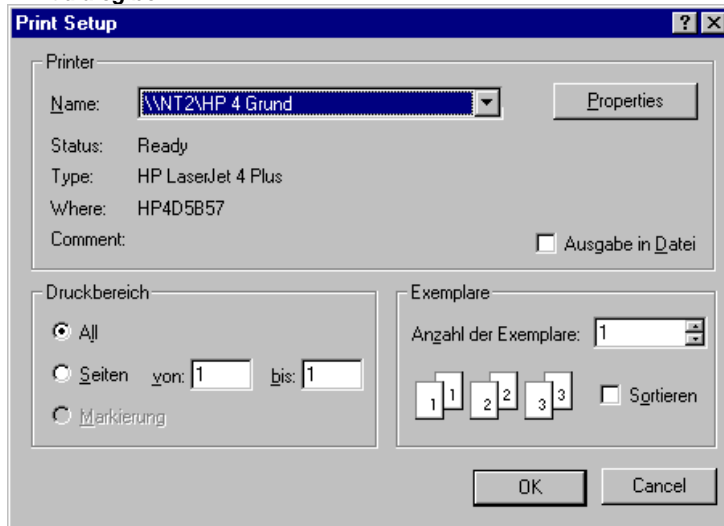 Print Setup
Printer
Name: \\NT2\HP 4 Grund Properties
Status: Ready
Type: HP LaserJet 4 Plus
Where: HP4D5B57
Comment: Ausgabe in Datei
Druckbereich
All
Seiten von: 1 bis: 1
Markierung
Exemplare
Anzahl der Exemplare: 1
1 1 2 2 3 3 Sortieren
OK Cancel